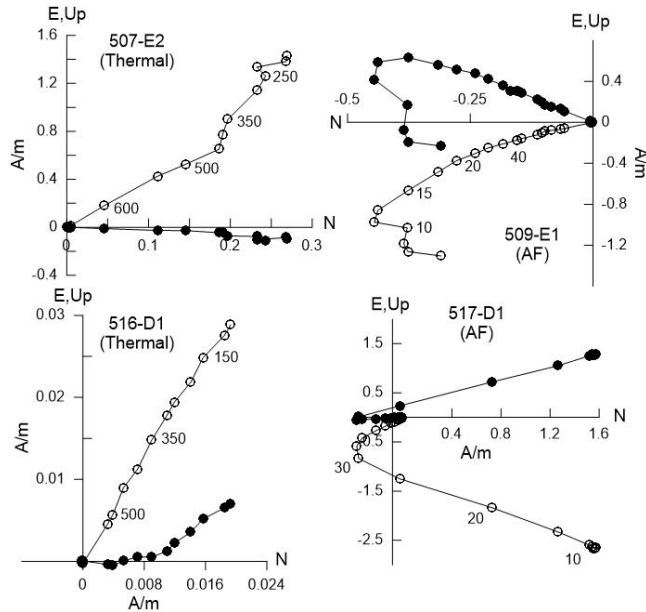 E,Up
507-E2
(Thermal)
1.6
1.2
0.8
0.4
0
-0.4
A/m
250
350
500
600
N
0
0.1
0.2
0.3
E,Up
0.4
0
-0.4
-0.8
-1.2
A/m
N
-0.5
-0.25
40
20
15
10
509-E1
(AF)
E,Up
516-D1
(Thermal)
0.03
0.02
0.01
A/m
150
350
500
N
0
0.008
0.016
0.024
A/m
E,Up
517-D1
(AF)
1.5
0.5
-0.5
-1.5
-2.5
N
0.4
0.8
1.2
1.6
A/m
30
20
10